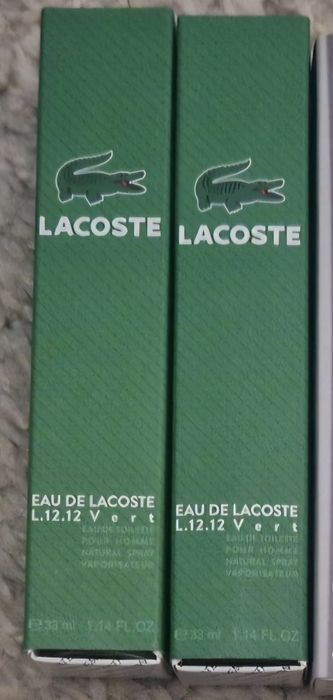 LACOSTE
EAU DE LACOSTE
L.12.12 Vert
EAU DE TOILETTE
POUR HOMME
NATURAL SPRAY
VAPORISATEUR
℮ 33 ml 1.14 FL.OZ
LACOSTE
EAU DE LACOSTE
L.12.12 Vert
EAU DE TOILETTE
POUR HOMME
NATURAL SPRAY
VAPORISATEUR
℮ 33 ml 1.14 FL.OZ